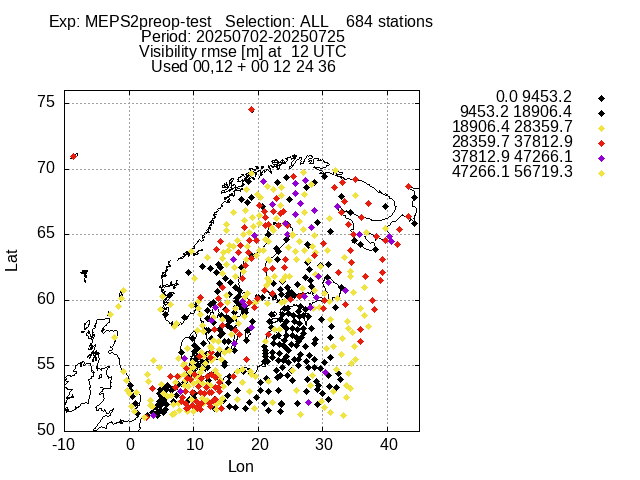 Exp: MEPS2preop-test   Selection: ALL    684 stations
Period: 20250702-20250725
Visibility rmse [m] at  12 UTC
Used 00,12 + 00 12 24 36
0.0 9453.2
9453.2 18906.4
18906.4 28359.7
28359.7 37812.9
37812.9 47266.1
47266.1 56719.3
75
70
65
60
55
50
Lat
-10 0 10 20 30 40
Lon